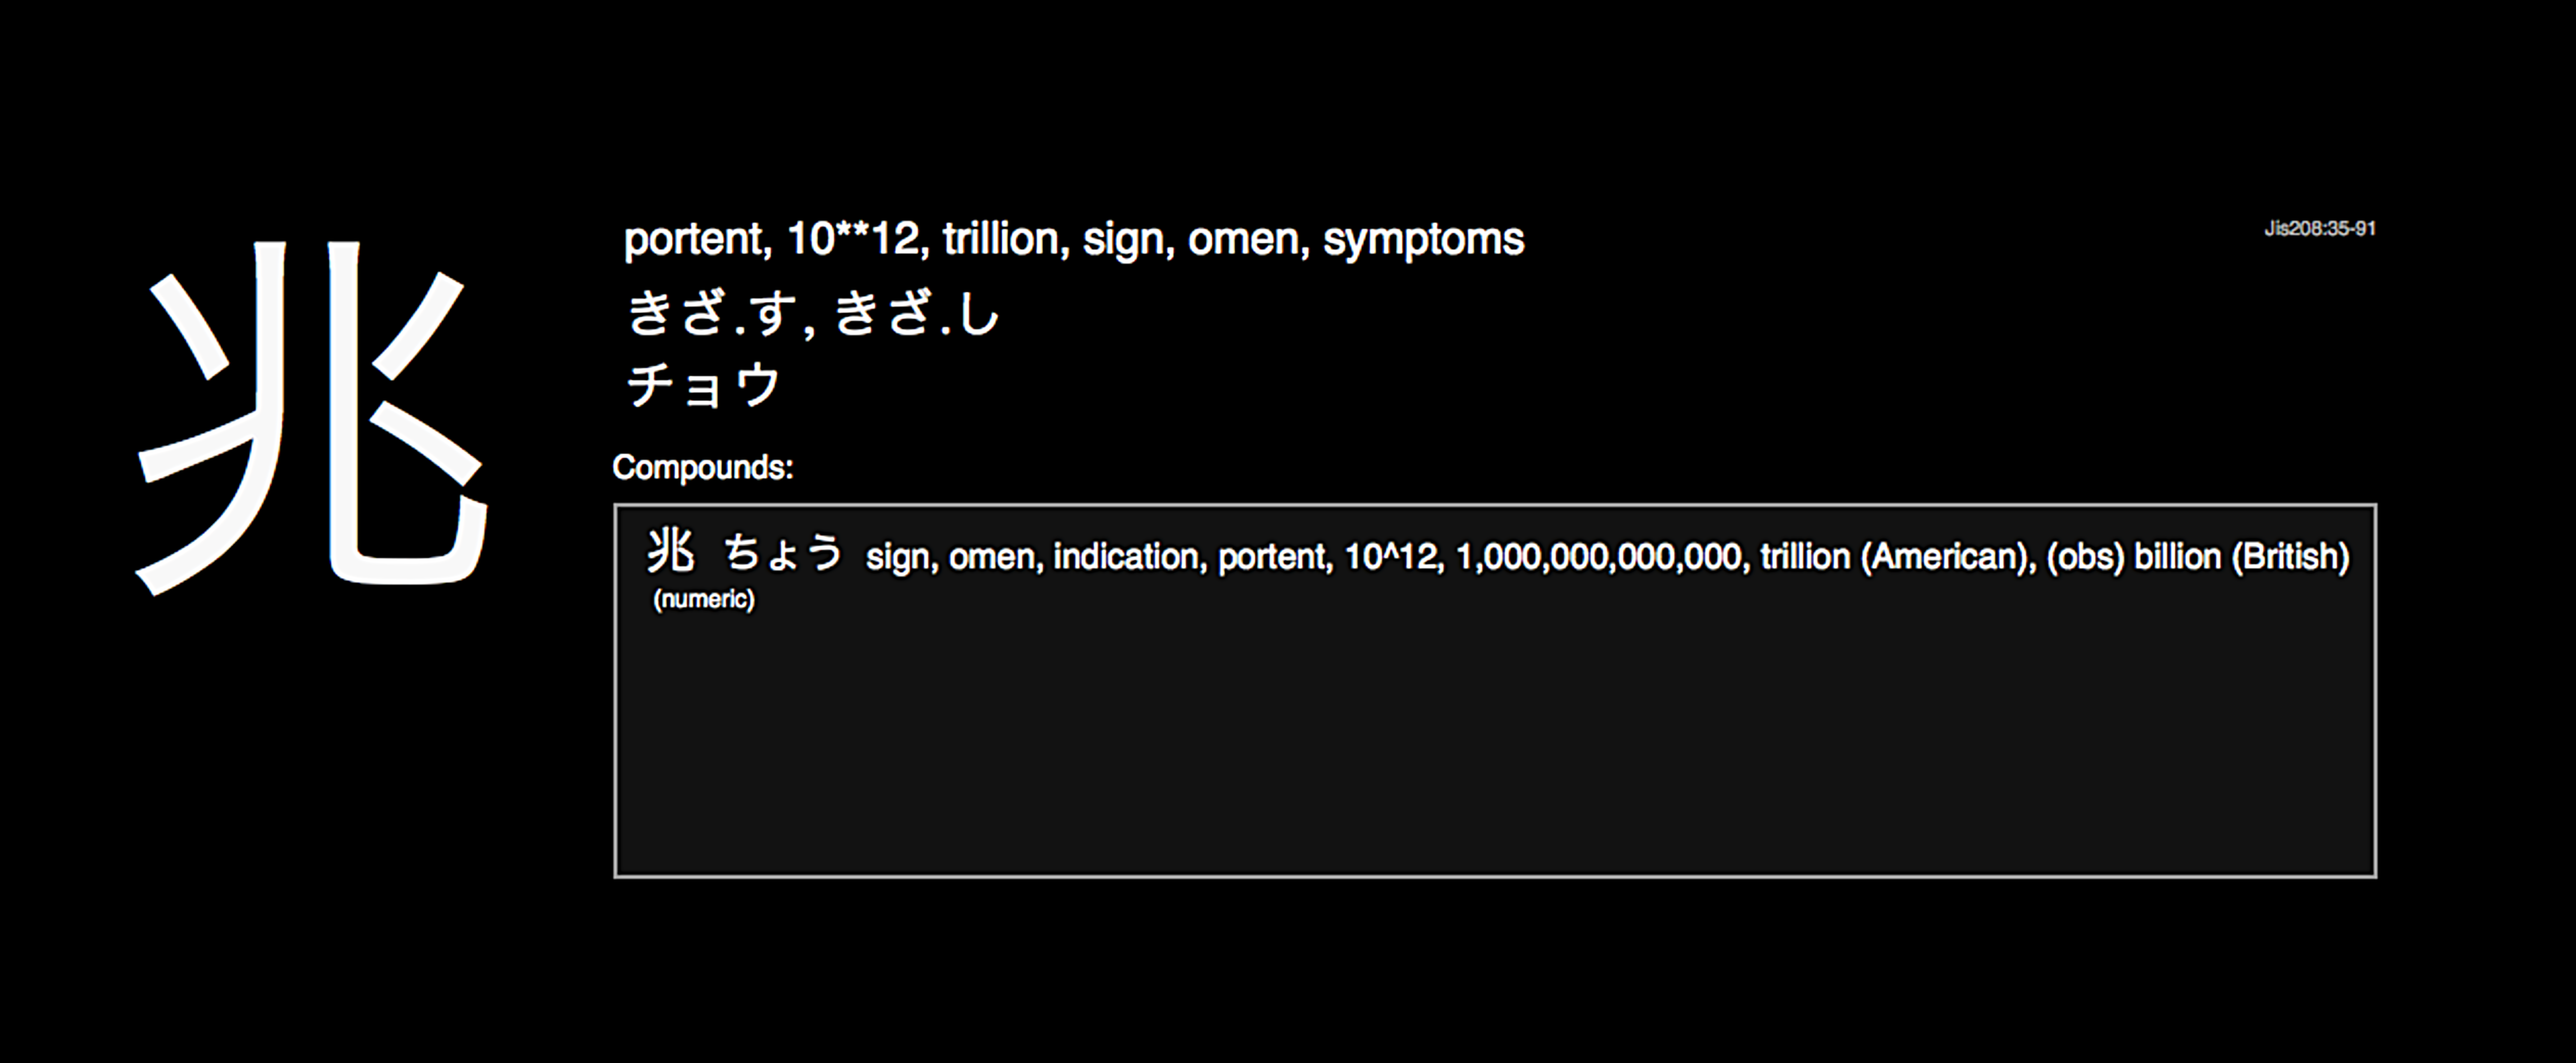 兆
portent, 10**12, trillion, sign, omen, symptoms
Jis208:35-91
きざ.す, きざ.し
チョウ
Compounds:
兆 ちょう sign, omen, indication, portent, 10^12, 1,000,000,000,000, trillion (American), (obs) billion (British)
(numeric)